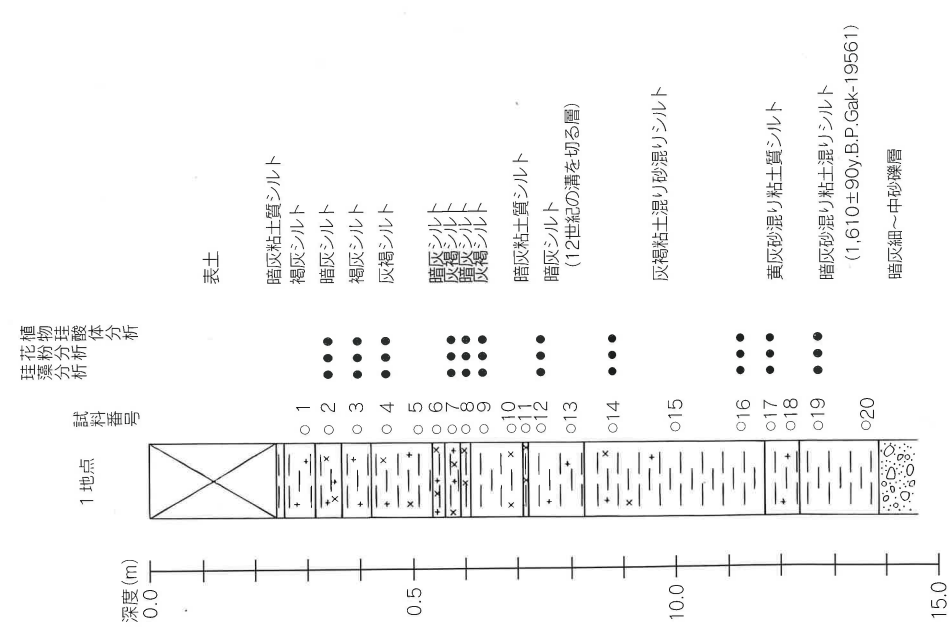 1地点
深度(m)
0.0
0.5
10.0
15.0
試料番号
1
2
3
4
5
6
7
8
9
10
11
12
13
14
15
16
17
18
19
20
珪藻分析
花粉分析
植物珪酸体分析
表土
暗灰粘土質シルト
褐灰シルト
暗灰シルト
褐灰シルト
灰褐シルト
暗灰シルト
灰褐シルト
暗灰シルト
灰褐シルト
暗灰粘土質シルト
暗灰シルト
(12世紀の溝を切る層)
灰褐粘土混り砂混りシルト
黄灰砂混り粘土質シルト
暗灰砂混り粘土混りシルト
(1,610±90y.B.P.Gak-19561)
暗灰細～中砂礫層